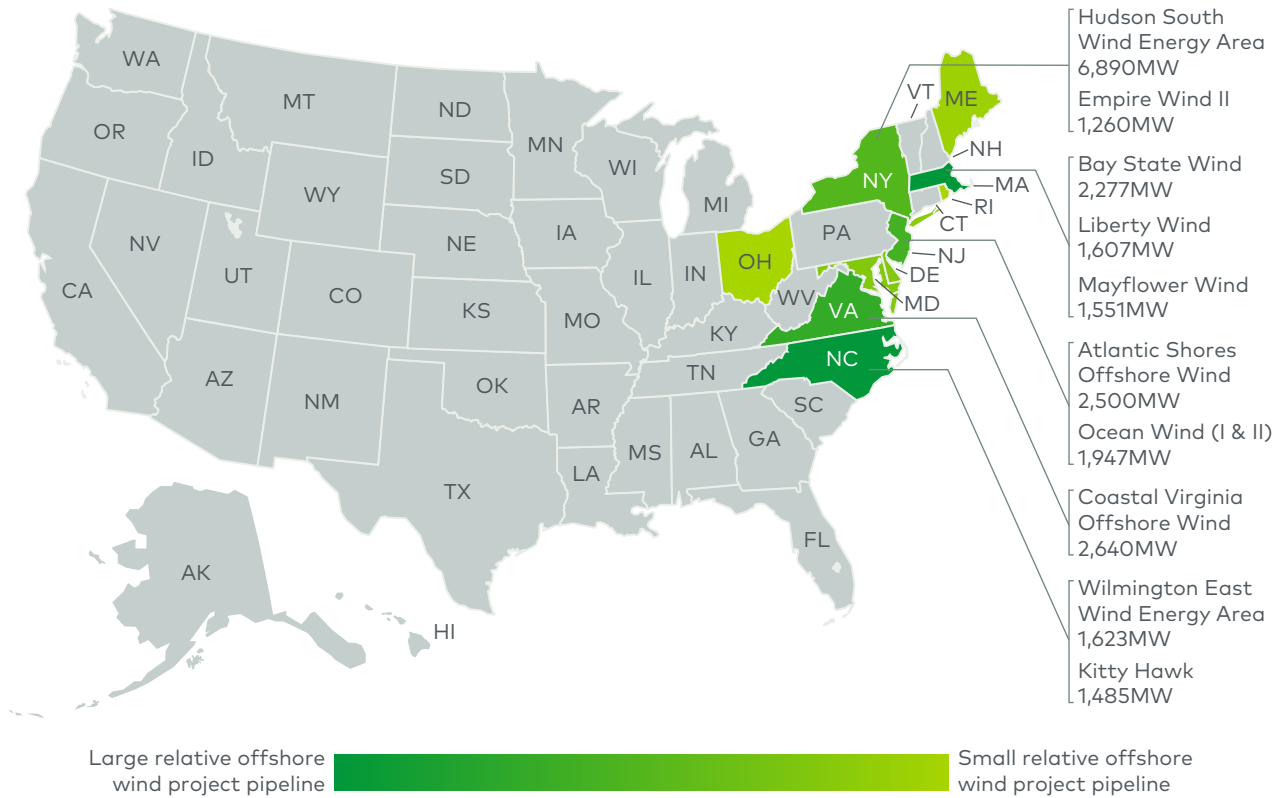 WA
OR
CA
NV
ID
MT
WY
UT
AZ
CO
NM
ND
SD
NE
KS
OK
TX
MN
IA
MO
AR
LA
WI
IL
MI
IN
OH
KY
TN
MS
AL
GA
FL
SC
NC
VA
WV
PA
NY
VT
ME
NH
MA
RI
CT
NJ
DE
MD
AK
HI
Hudson South
Wind Energy Area
6,890MW
Empire Wind II
1,260MW
Bay State Wind
2,277MW
Liberty Wind
1,607MW
Mayflower Wind
1,551MW
Atlantic Shores
Offshore Wind
2,500MW
Ocean Wind (I & II)
1,947MW
Coastal Virginia
Offshore Wind
2,640MW
Wilmington East
Wind Energy Area
1,623MW
Kitty Hawk
1,485MW
Large relative offshore
wind project pipeline
Small relative offshore
wind project pipeline